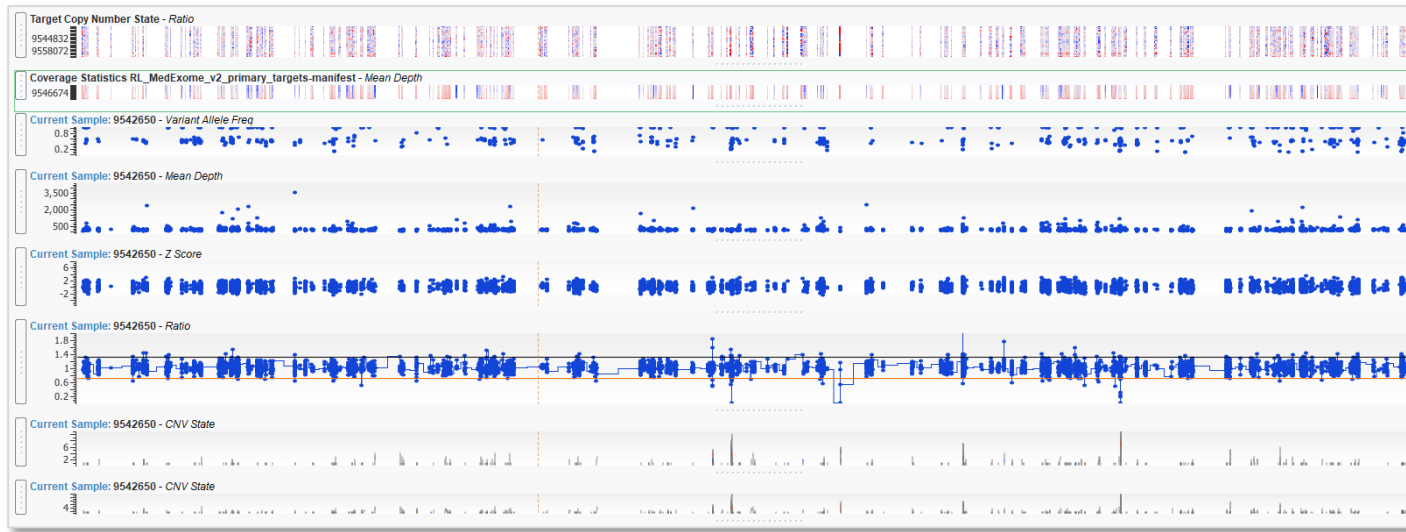 Target Copy Number State - Ratio
9544832
9558072
Coverage Statistics RL_MedExome_v2_primary_targets-manifest - Mean Depth
9546674
Current Sample: 9542650 - Variant Allele Freq
0.8
0.2
Current Sample: 9542650 - Mean Depth
3,500
2,000
500
Current Sample: 9542650 - Z Score
6
2
-2
Current Sample: 9542650 - Ratio
1.8
1.4
1
0.6
0.2
Current Sample: 9542650 - CNV State
6
2
Current Sample: 9542650 - CNV State
4